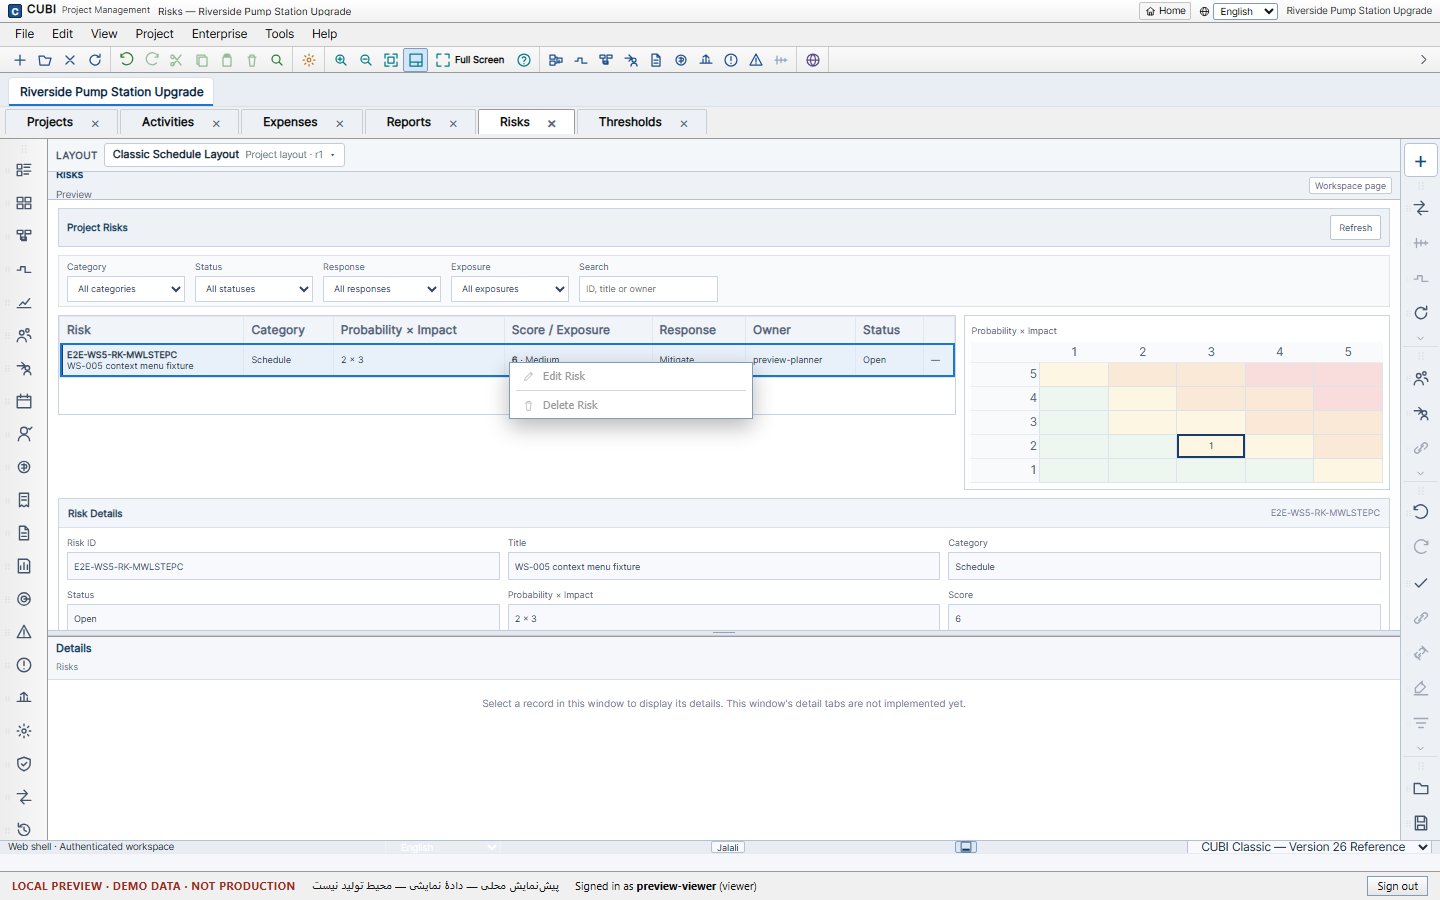 CUBI Project Management Risks — Riverside Pump Station Upgrade
Home English Riverside Pump Station Upgrade
File Edit View Project Enterprise Tools Help
Full Screen
Riverside Pump Station Upgrade
Projects Activities Expenses Reports Risks Thresholds
LAYOUT Classic Schedule Layout Project layout · r1
Risks
Preview
Workspace page
Project Risks
Refresh
Category Status Response Exposure Search
All categories All statuses All responses All exposures ID, title or owner
Risk Category Probability × Impact Score / Exposure Response Owner Status
E2E-WS5-RK-MWLSTEPC
WS-005 context menu fixture
Schedule 2 × 3 6 · Medium Mitigate preview-planner Open —
Edit Risk
Delete Risk
Probability × Impact
1 2 3 4 5
5
4
3
2 1
1
Risk Details E2E-WS5-RK-MWLSTEPC
Risk ID Title Category
E2E-WS5-RK-MWLSTEPC WS-005 context menu fixture Schedule
Status Probability × Impact Score
Open 2 × 3 6
Details
Risks
Select a record in this window to display its details. This window's detail tabs are not implemented yet.
Web shell · Authenticated workspace English Jalali CUBI Classic — Version 26 Reference
LOCAL PREVIEW · DEMO DATA · NOT PRODUCTION پیش‌نمایش محلی — دادهٔ نمایشی — محیط تولید نیست Signed in as preview-viewer (viewer) Sign out